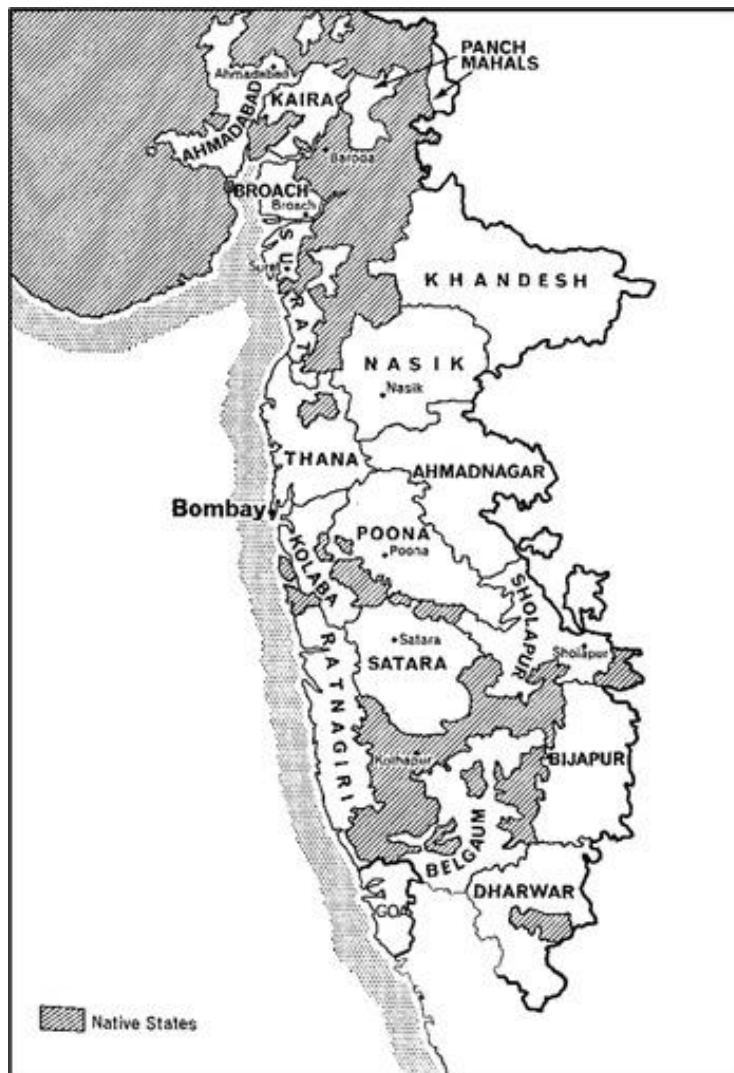 PANCH
MAHALS
Ahmadabad
KAIRA
AHMADABAD
Baroda
BROACH
Broach
SURAT
Surat
KHANDESH
NASIK
Nasik
THANA
AHMADNAGAR
Bombay
POONA
Poona
KOLABA
SHOLAPUR
Satara
Sholapur
SATARA
RATNAGIRI
Kolhapur
BIJAPUR
BELGAUM
DHARWAR
GOA
Native States